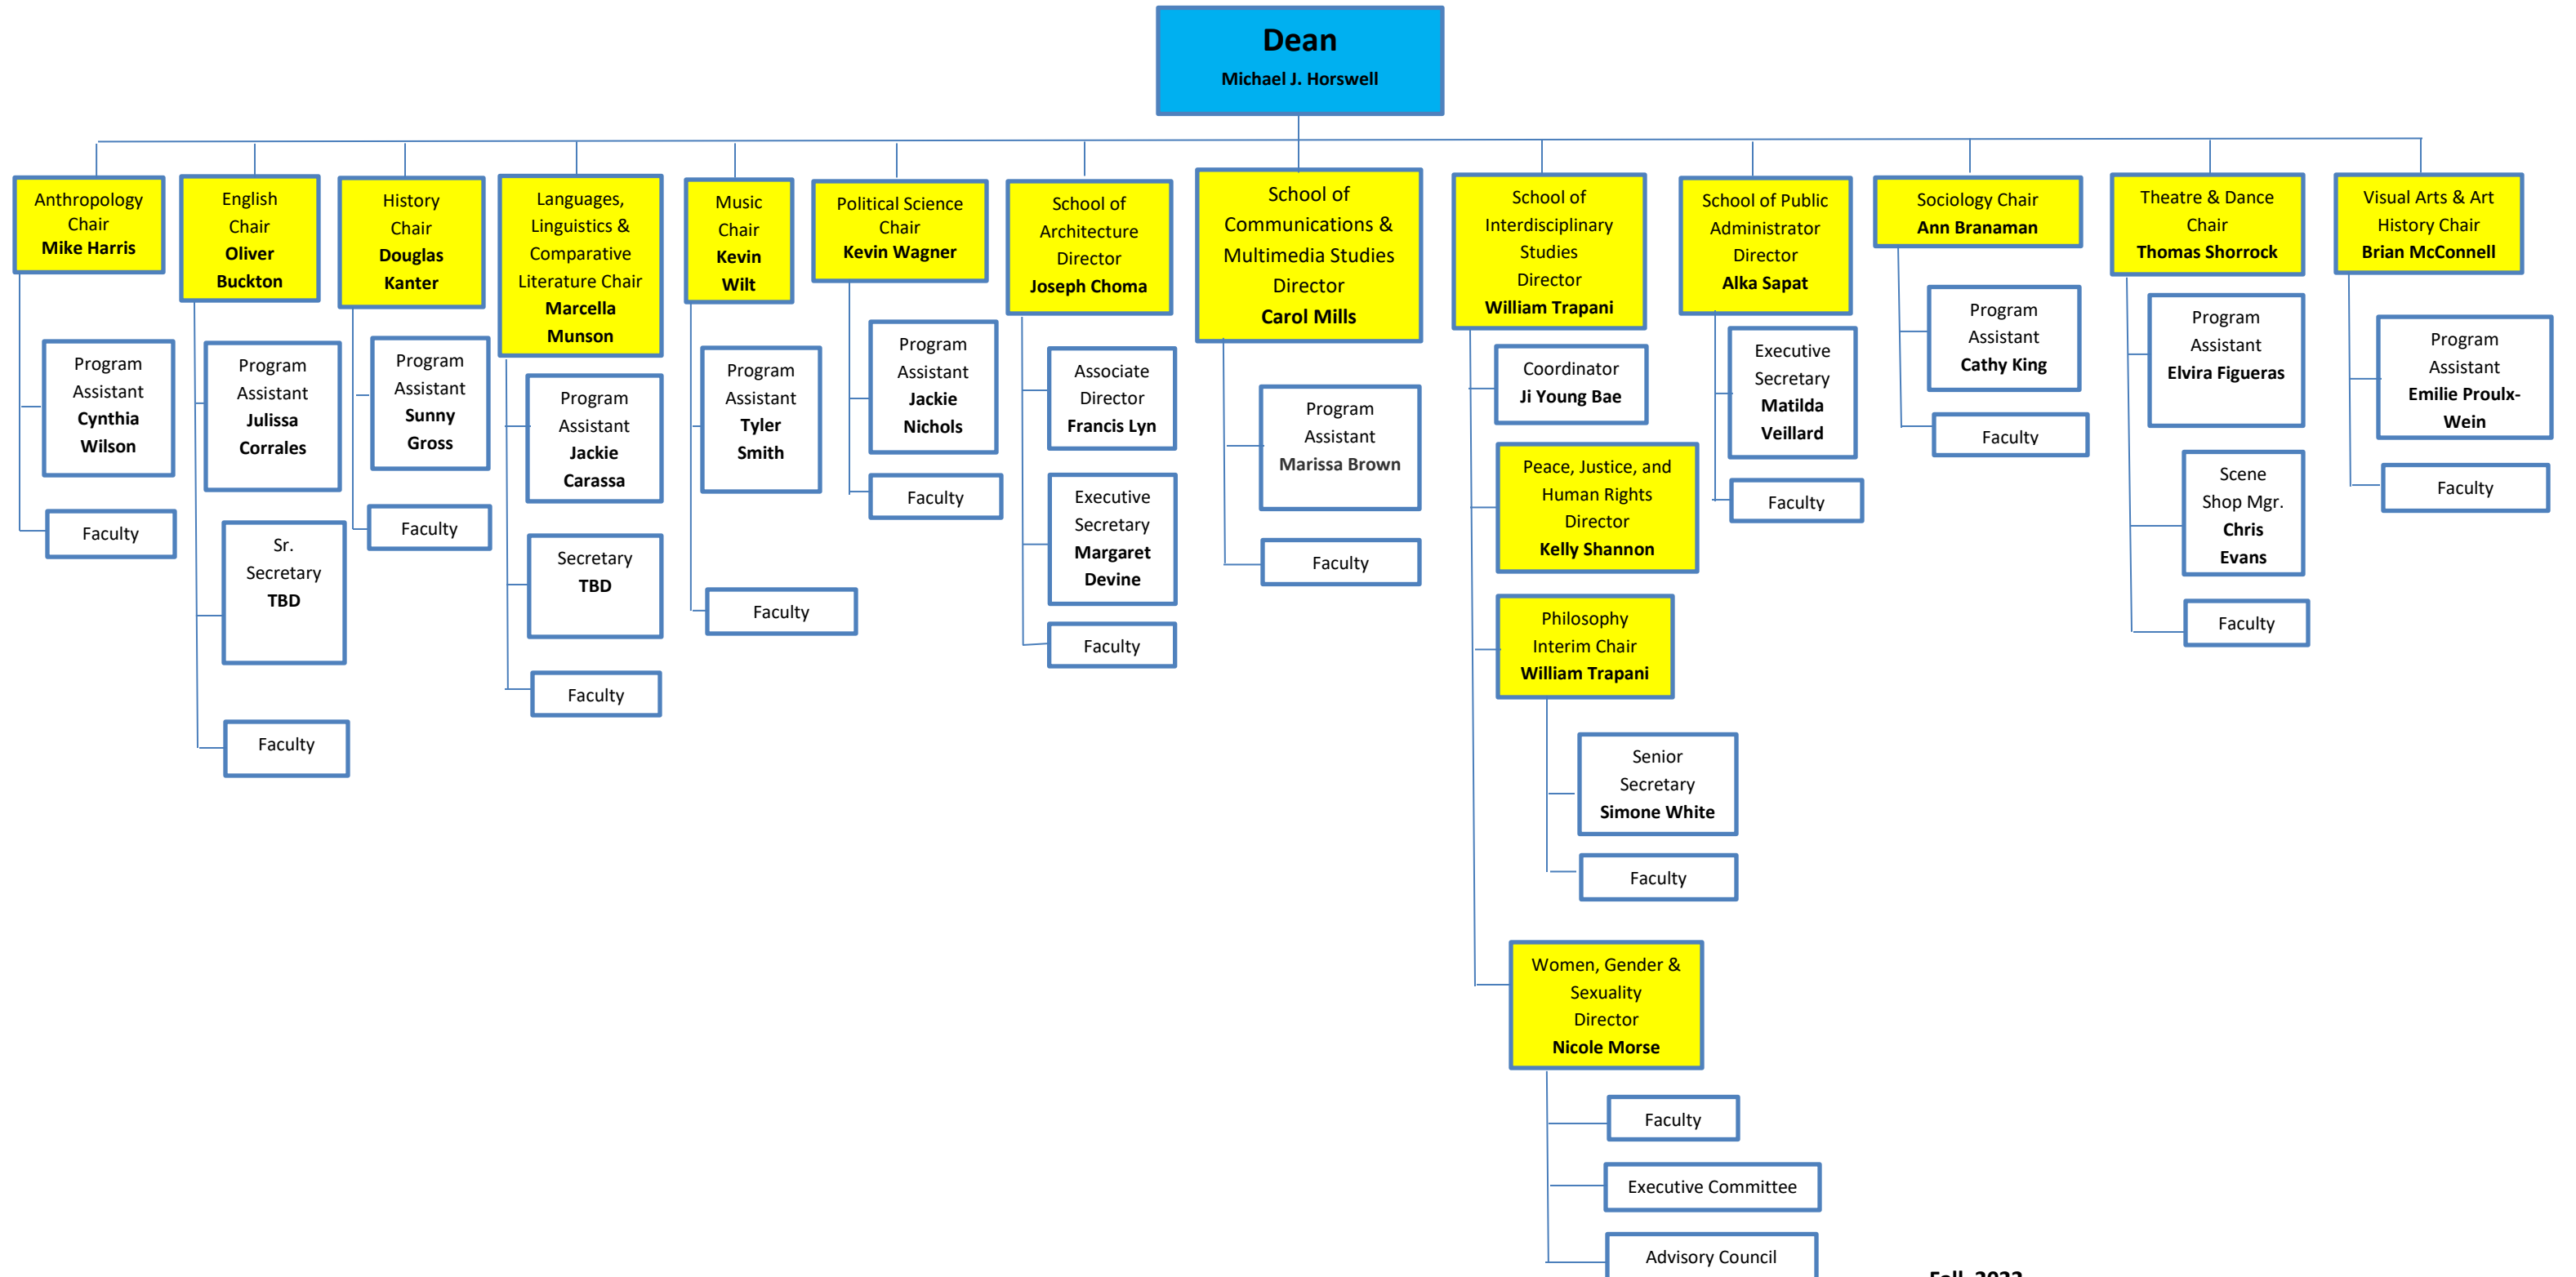 Dean
Michael J. Horswell
Anthropology
Chair
Mike Harris
Program
Assistant
Cynthia
Wilson
Faculty
English
Chair
Oliver
Buckton
Program
Assistant
Julissa
Corrales
Sr.
Secretary
TBD
Faculty
History
Chair
Douglas
Kanter
Program
Assistant
Sunny
Gross
Faculty
Languages,
Linguistics &
Comparative
Literature Chair
Marcella
Munson
Program
Assistant
Jackie
Carassa
Secretary
TBD
Faculty
Music
Chair
Kevin
Wilt
Program
Assistant
Tyler
Smith
Faculty
Political Science
Chair
Kevin Wagner
Program
Assistant
Jackie
Nichols
Faculty
School of
Architecture
Director
Joseph Choma
Associate
Director
Francis Lyn
Executive
Secretary
Margaret
Devine
Faculty
School of
Communications &
Multimedia Studies
Director
Carol Mills
Program
Assistant
Marissa Brown
Faculty
School of
Interdisciplinary
Studies
Director
William Trapani
Coordinator
Ji Young Bae
Peace, Justice, and
Human Rights
Director
Kelly Shannon
Philosophy
Interim Chair
William Trapani
Senior
Secretary
Simone White
Faculty
Women, Gender &
Sexuality
Director
Nicole Morse
Faculty
Executive Committee
Advisory Council
School of Public
Administrator
Director
Alka Sapat
Executive
Secretary
Matilda
Veillard
Faculty
Sociology Chair
Ann Branaman
Program
Assistant
Cathy King
Faculty
Theatre & Dance
Chair
Thomas Shorrock
Program
Assistant
Elvira Figueras
Scene
Shop Mgr.
Chris
Evans
Faculty
Visual Arts & Art
History Chair
Brian McConnell
Program
Assistant
Emilie Proulx-
Wein
Faculty
Fall